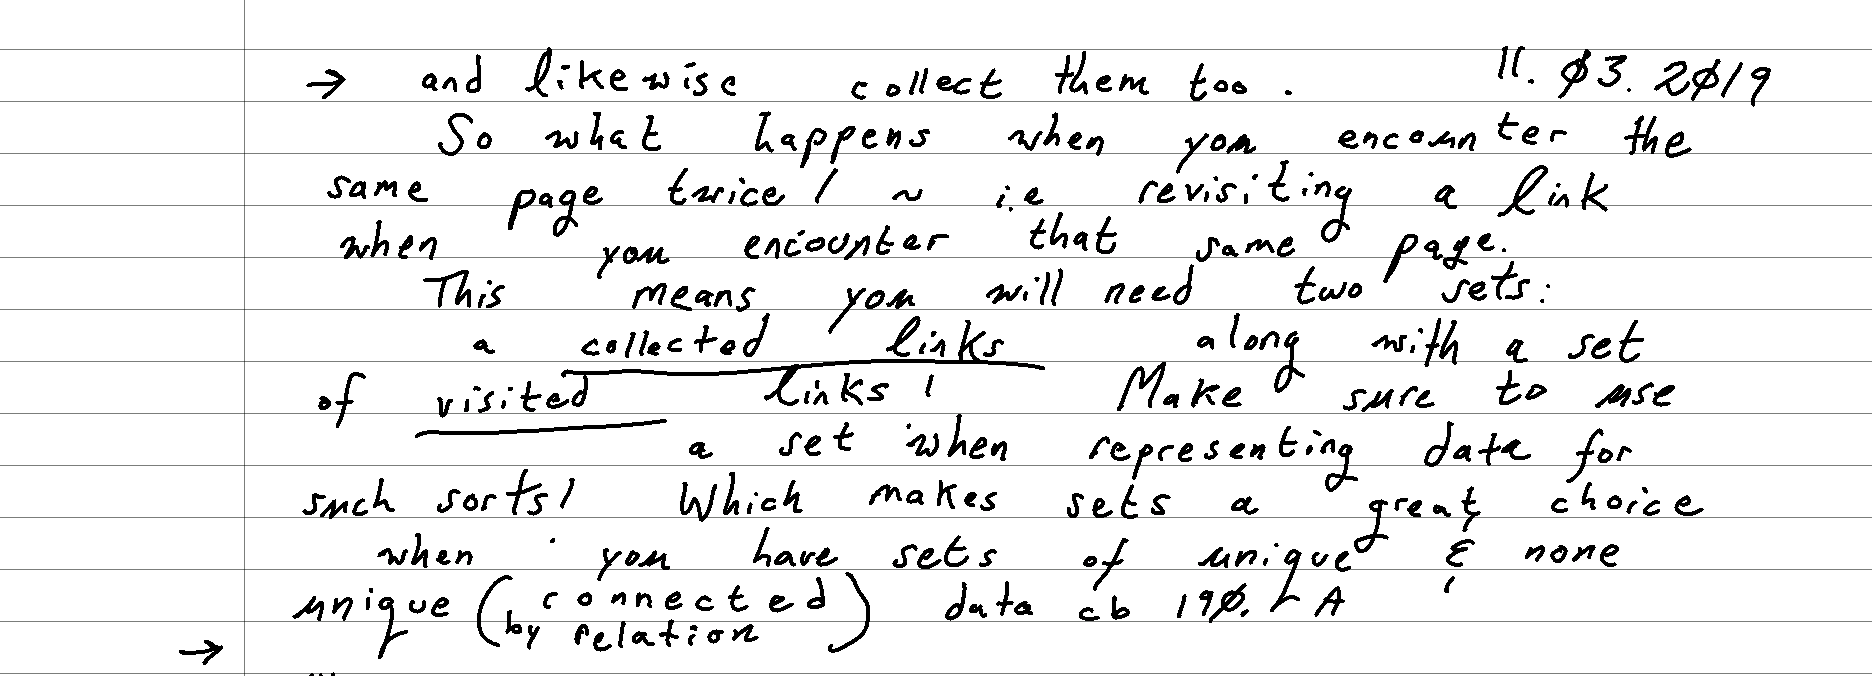 → and likewise collect them too. 11.03.2019
So what happens when you encounter the
same page twice! ~ i.e revisiting a link
when you encounter that same page.
This means you will need two sets:
a collected links along with a set
of visited links! Make sure to use
a set when representing data for
such sorts! Which makes sets a great choice
when you have sets of unique & none
unique (connected by relation) data cb 190. A
→